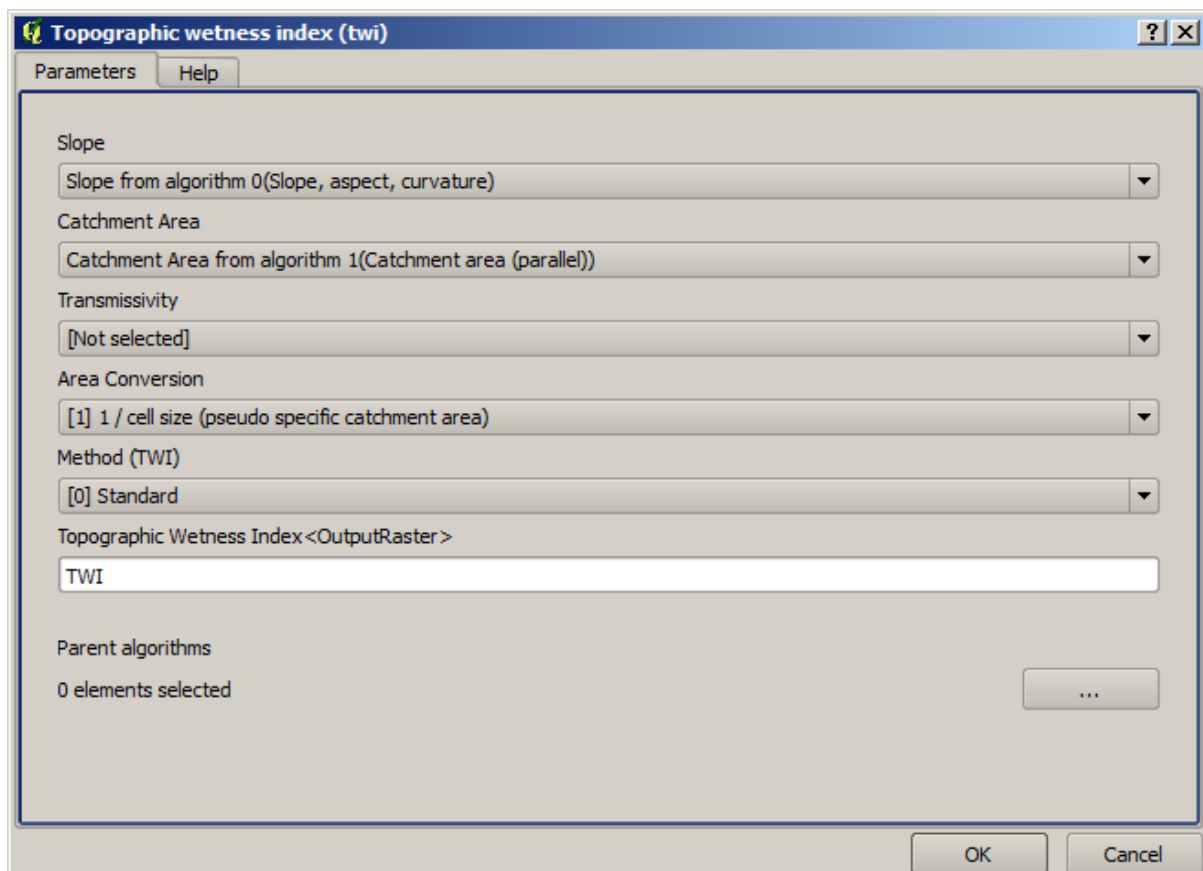 Topographic wetness index (twi)
Parameters Help
Slope
Slope from algorithm 0(Slope, aspect, curvature)
Catchment Area
Catchment Area from algorithm 1(Catchment area (parallel))
Transmissivity
[Not selected]
Area Conversion
[1] 1 / cell size (pseudo specific catchment area)
Method (TWI)
[0] Standard
Topographic Wetness Index<OutputRaster>
TWI
Parent algorithms
0 elements selected ...
OK Cancel